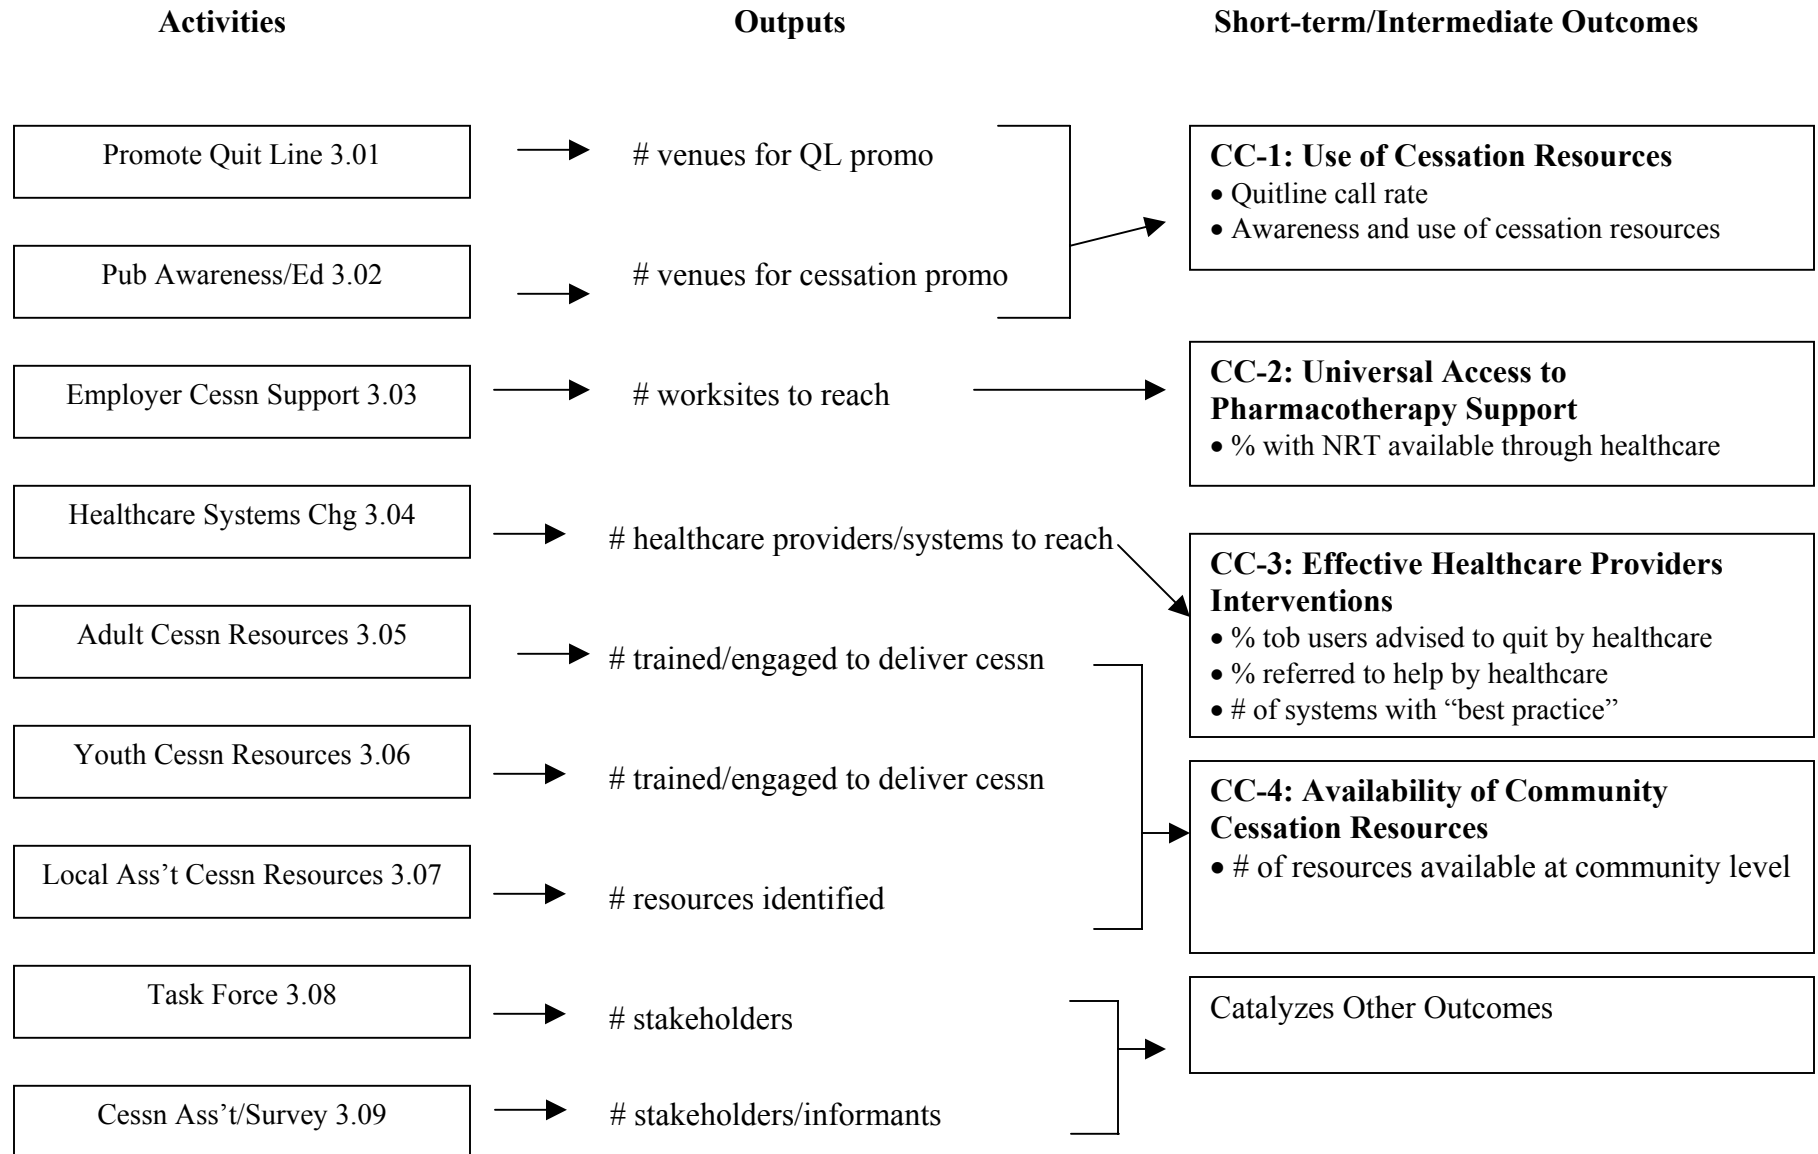 Activities
Outputs
Short-term/Intermediate Outcomes
Promote Quit Line 3.01
# venues for QL promo
CC-1: Use of Cessation Resources
• Quitline call rate
• Awareness and use of cessation resources
Pub Awareness/Ed 3.02
# venues for cessation promo
Employer Cessn Support 3.03
# worksites to reach
CC-2: Universal Access to
Pharmacotherapy Support
• % with NRT available through healthcare
Healthcare Systems Chg 3.04
# healthcare providers/systems to reach
CC-3: Effective Healthcare Providers
Interventions
• % tob users advised to quit by healthcare
• % referred to help by healthcare
• # of systems with “best practice”
Adult Cessn Resources 3.05
# trained/engaged to deliver cessn
Youth Cessn Resources 3.06
# trained/engaged to deliver cessn
Local Ass’t Cessn Resources 3.07
# resources identified
CC-4: Availability of Community
Cessation Resources
• # of resources available at community level
Task Force 3.08
# stakeholders
Catalyzes Other Outcomes
Cessn Ass’t/Survey 3.09
# stakeholders/informants